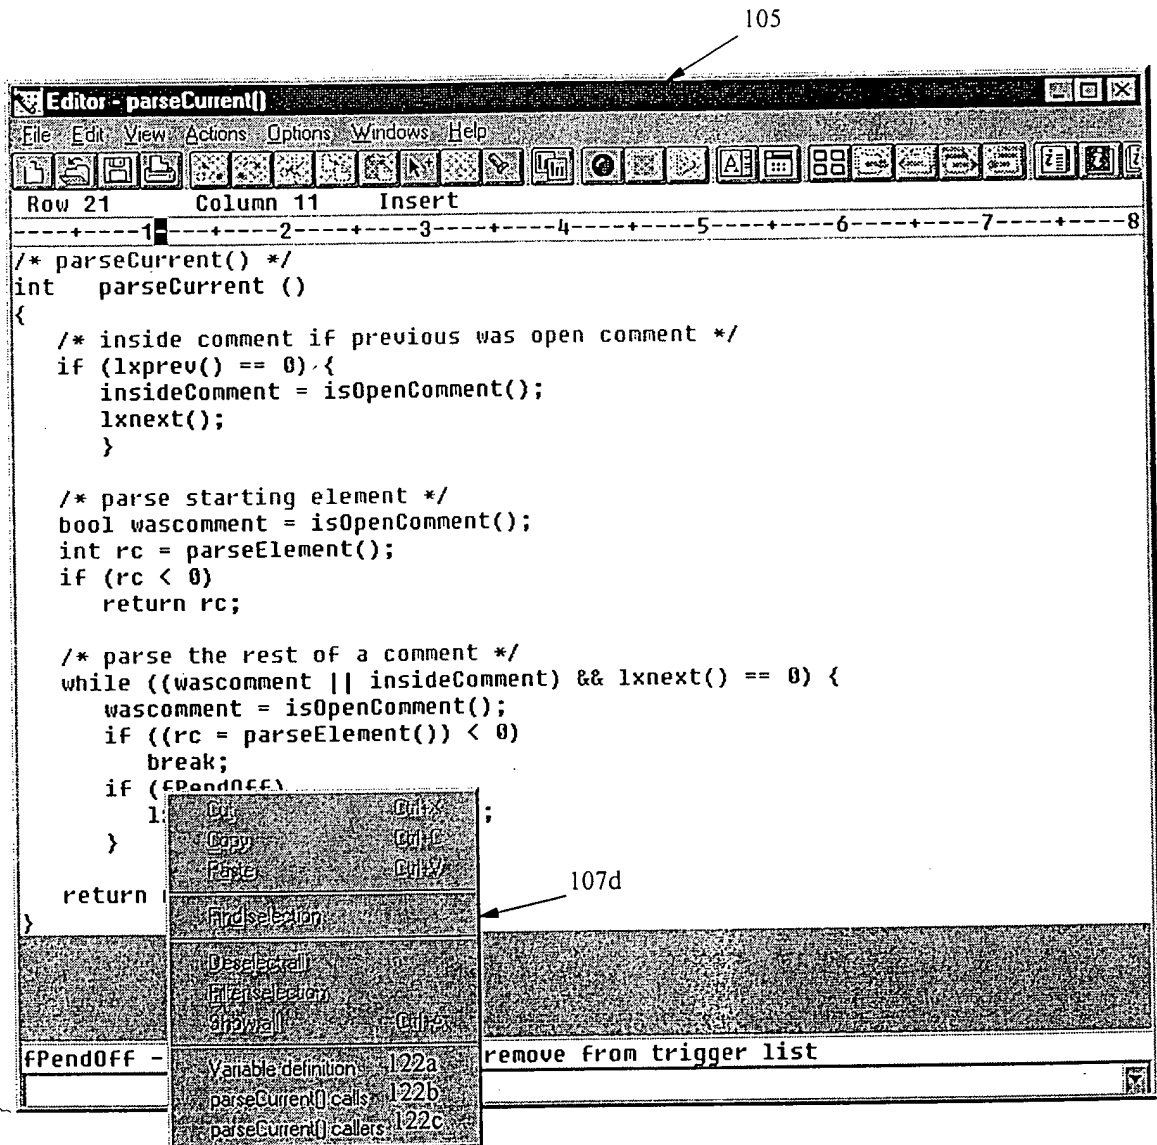 105
Editor - parseCurrent()
File Edit View Actions Options Windows Help
Row 21 Column 11 Insert
----+----1----+----2----+----3----+----4----+----5----+----6----+----7----+----8
/* parseCurrent() */
int parseCurrent ()
{
/* inside comment if previous was open comment */
if (lxprev() == 0) {
insideComment = isOpenComment();
lxnext();
}
/* parse starting element */
bool wascomment = isOpenComment();
int rc = parseElement();
if (rc < 0)
return rc;
/* parse the rest of a comment */
while ((wascomment || insideComment) && lxnext() == 0) {
wascomment = isOpenComment();
if ((rc = parseElement()) < 0)
break;
if (fPendOff)
;
}
return
}
Cut Ctrl+X
Copy Ctrl+C
Paste Ctrl+V
107d
Find selection
Deselect all
Filter selection
Show all Ctrl+A
fPendOff - remove from trigger list
Variable definition 122a
parseCurrent() calls 122b
parseCurrent() callers 122c